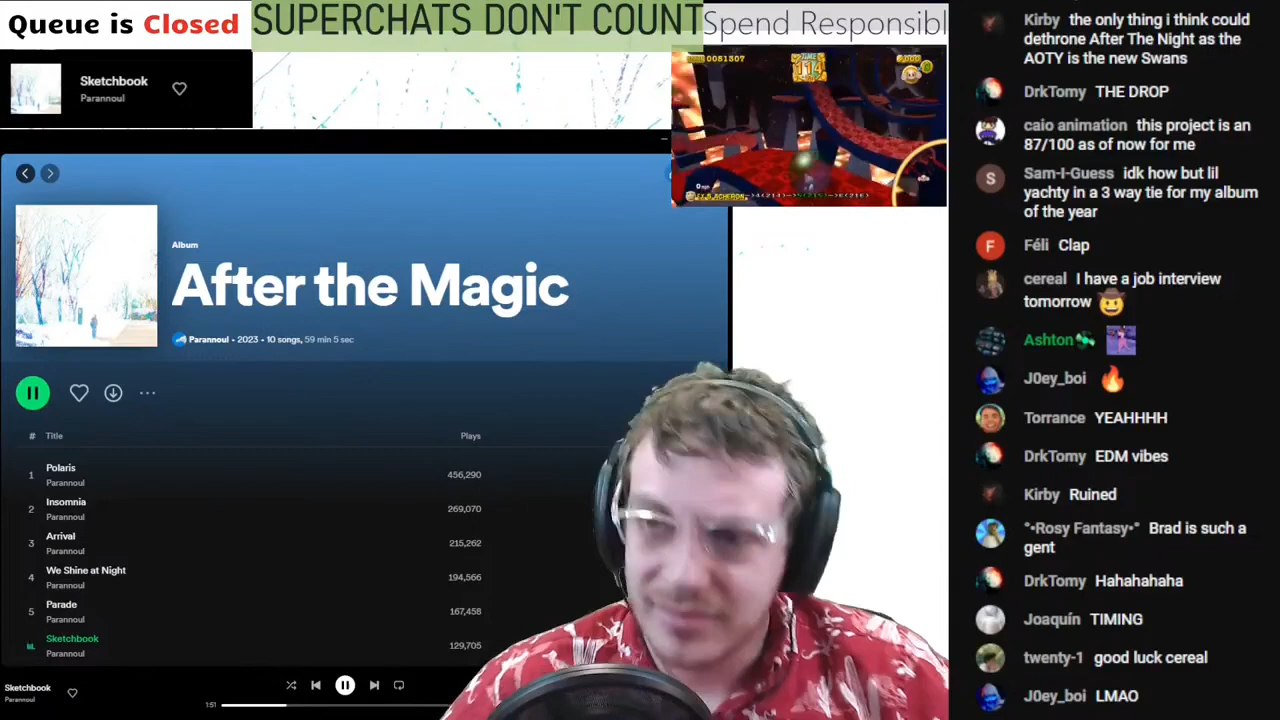 Queue is Closed
SUPERCHATS DON'T COUNT
Spend Responsibl
Sketchbook
Parannoul
0051307
TIME
114
Album
After the Magic
Parannoul • 2023 • 10 songs, 59 min 5 sec
# Title Plays
1 Polaris 456,290
Parannoul
2 Insomnia 269,070
Parannoul
3 Arrival 215,262
Parannoul
4 We Shine at Night 194,566
Parannoul
5 Parade 167,458
Parannoul
Sketchbook 129,705
Parannoul
Sketchbook
Parannoul
1:51
Kirby the only thing i think could
dethrone After The Night as the
AOTY is the new Swans
DrkTomy THE DROP
caio animation this project is an
87/100 as of now for me
S
Sam-I-Guess idk how but lil
yachty in a 3 way tie for my album
of the year
F
Féli Clap
cereal I have a job interview
tomorrow 🤠
Ashton
J0ey_boi 🔥
Torrance YEAHHHH
DrkTomy EDM vibes
Kirby Ruined
°•Rosy Fantasy•° Brad is such a
gent
DrkTomy Hahahahaha
Joaquín TIMING
twenty-1 good luck cereal
J0ey_boi LMAO